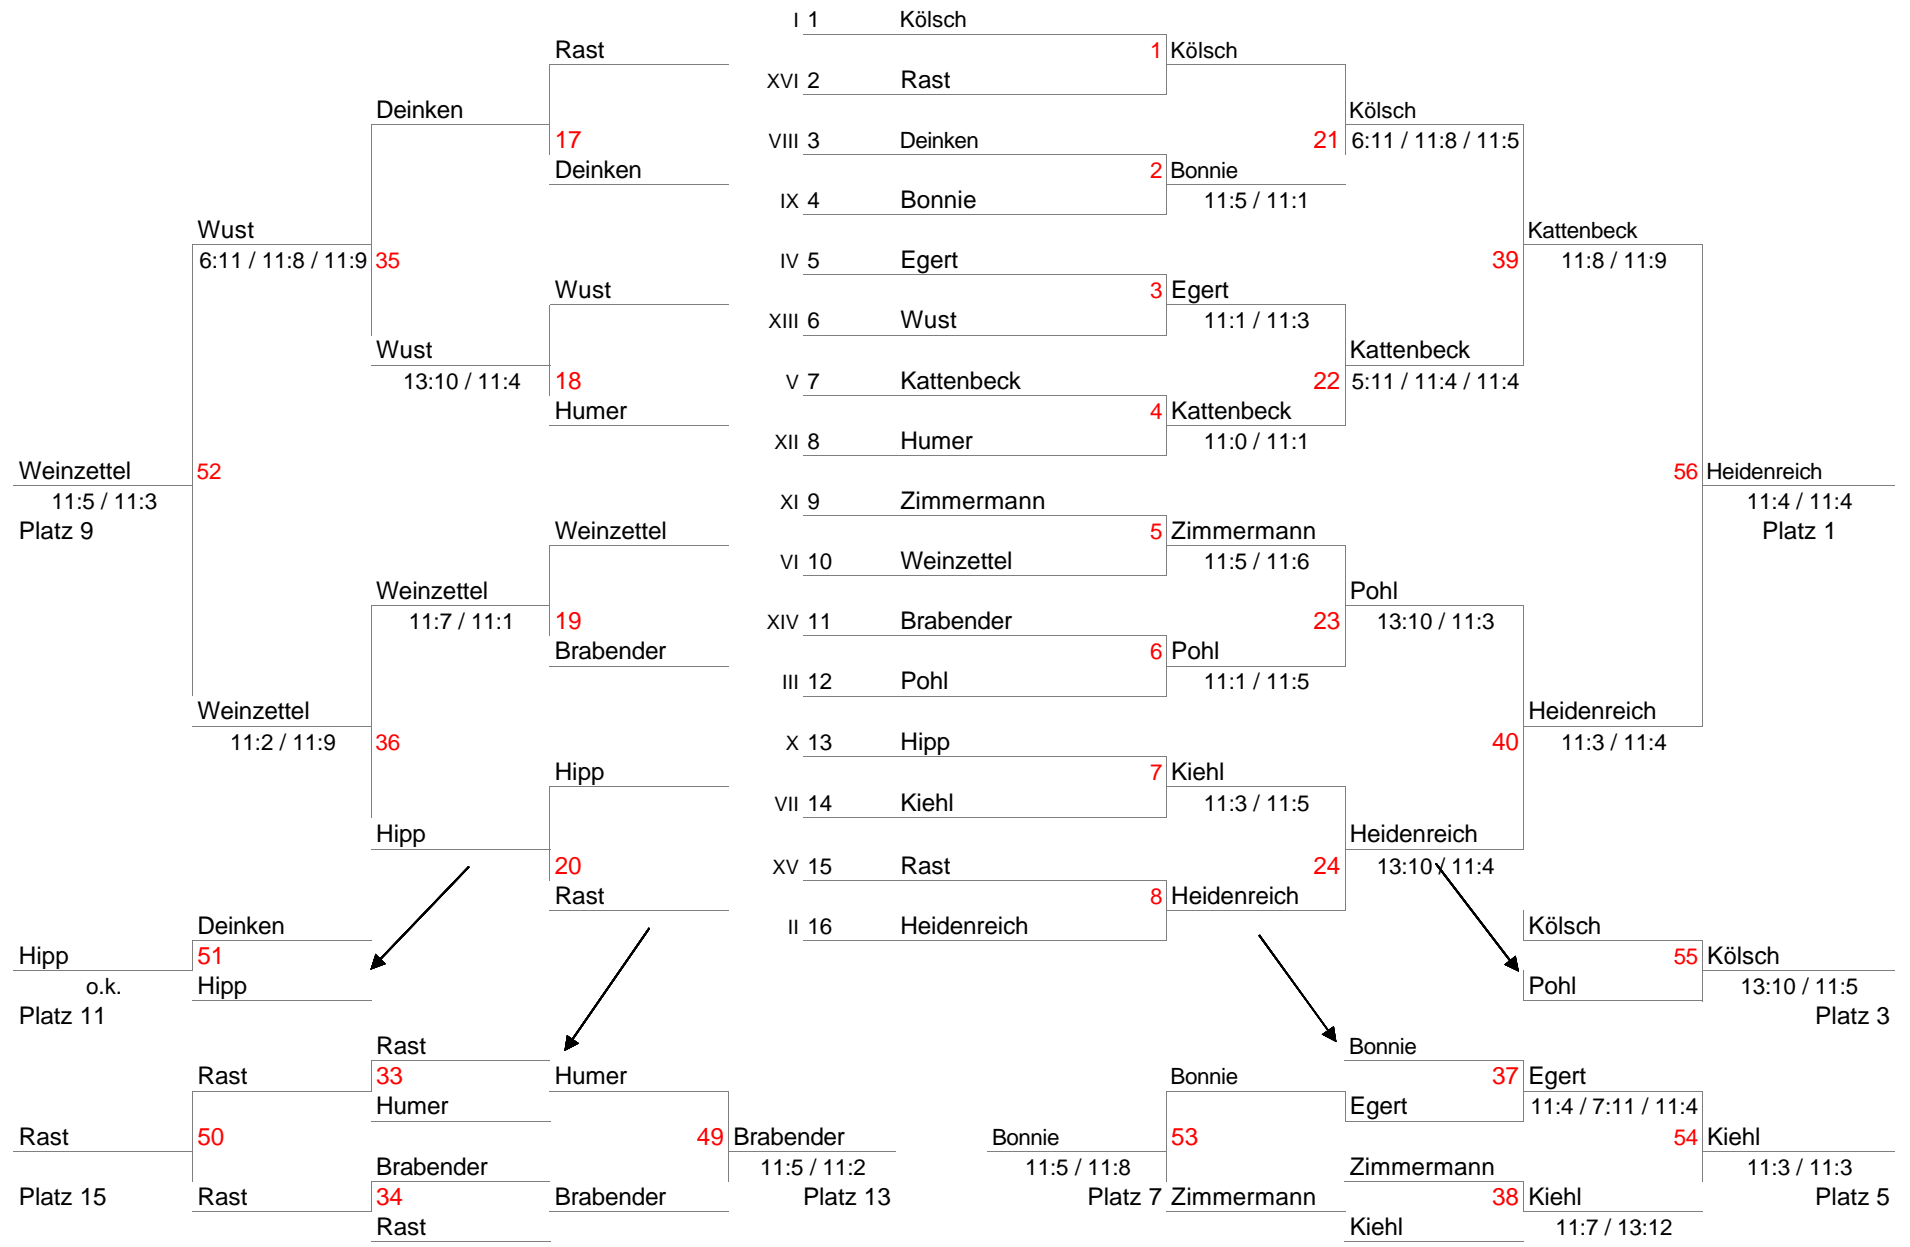 I 1 Kölsch
Rast 1 Kölsch
XVI 2 Rast
Deinken Kölsch
17 VIII 3 Deinken 21 6:11 / 11:8 / 11:5
Deinken 2 Bonnie
IX 4 Bonnie 11:5 / 11:1
Wust Kattenbeck
6:11 / 11:8 / 11:9 35 IV 5 Egert 39 11:8 / 11:9
Wust 3 Egert
XIII 6 Wust 11:1 / 11:3
Wust Kattenbeck
13:10 / 11:4 18 V 7 Kattenbeck 22 5:11 / 11:4 / 11:4
Humer 4 Kattenbeck
XII 8 Humer 11:0 / 11:1
Weinzettel 52 56 Heidenreich
11:5 / 11:3 XI 9 Zimmermann 11:4 / 11:4
Platz 9 Weinzettel 5 Zimmermann Platz 1
VI 10 Weinzettel 11:5 / 11:6
Weinzettel Pohl
11:7 / 11:1 19 XIV 11 Brabender 23 13:10 / 11:3
Brabender 6 Pohl
III 12 Pohl 11:1 / 11:5
Weinzettel Heidenreich
11:2 / 11:9 36 X 13 Hipp 40 11:3 / 11:4
Hipp 7 Kiehl
VII 14 Kiehl 11:3 / 11:5
Hipp Heidenreich
20 XV 15 Rast 24 13:10 / 11:4
Rast 8 Heidenreich
Deinken II 16 Heidenreich Kölsch
Hipp 51 55 Kölsch
o.k. Hipp Pohl 13:10 / 11:5
Platz 11 Platz 3
Rast Bonnie
Rast 33 Humer Bonnie 37 Egert
Humer Egert 11:4 / 7:11 / 11:4
Rast 50 49 Brabender Bonnie 53 54 Kiehl
Brabender 11:5 / 11:2 11:5 / 11:8 Zimmermann 11:3 / 11:3
Platz 15 Rast 34 Brabender Platz 13 Platz 7 Zimmermann 38 Kiehl Platz 5
Rast Kiehl 11:7 / 13:12